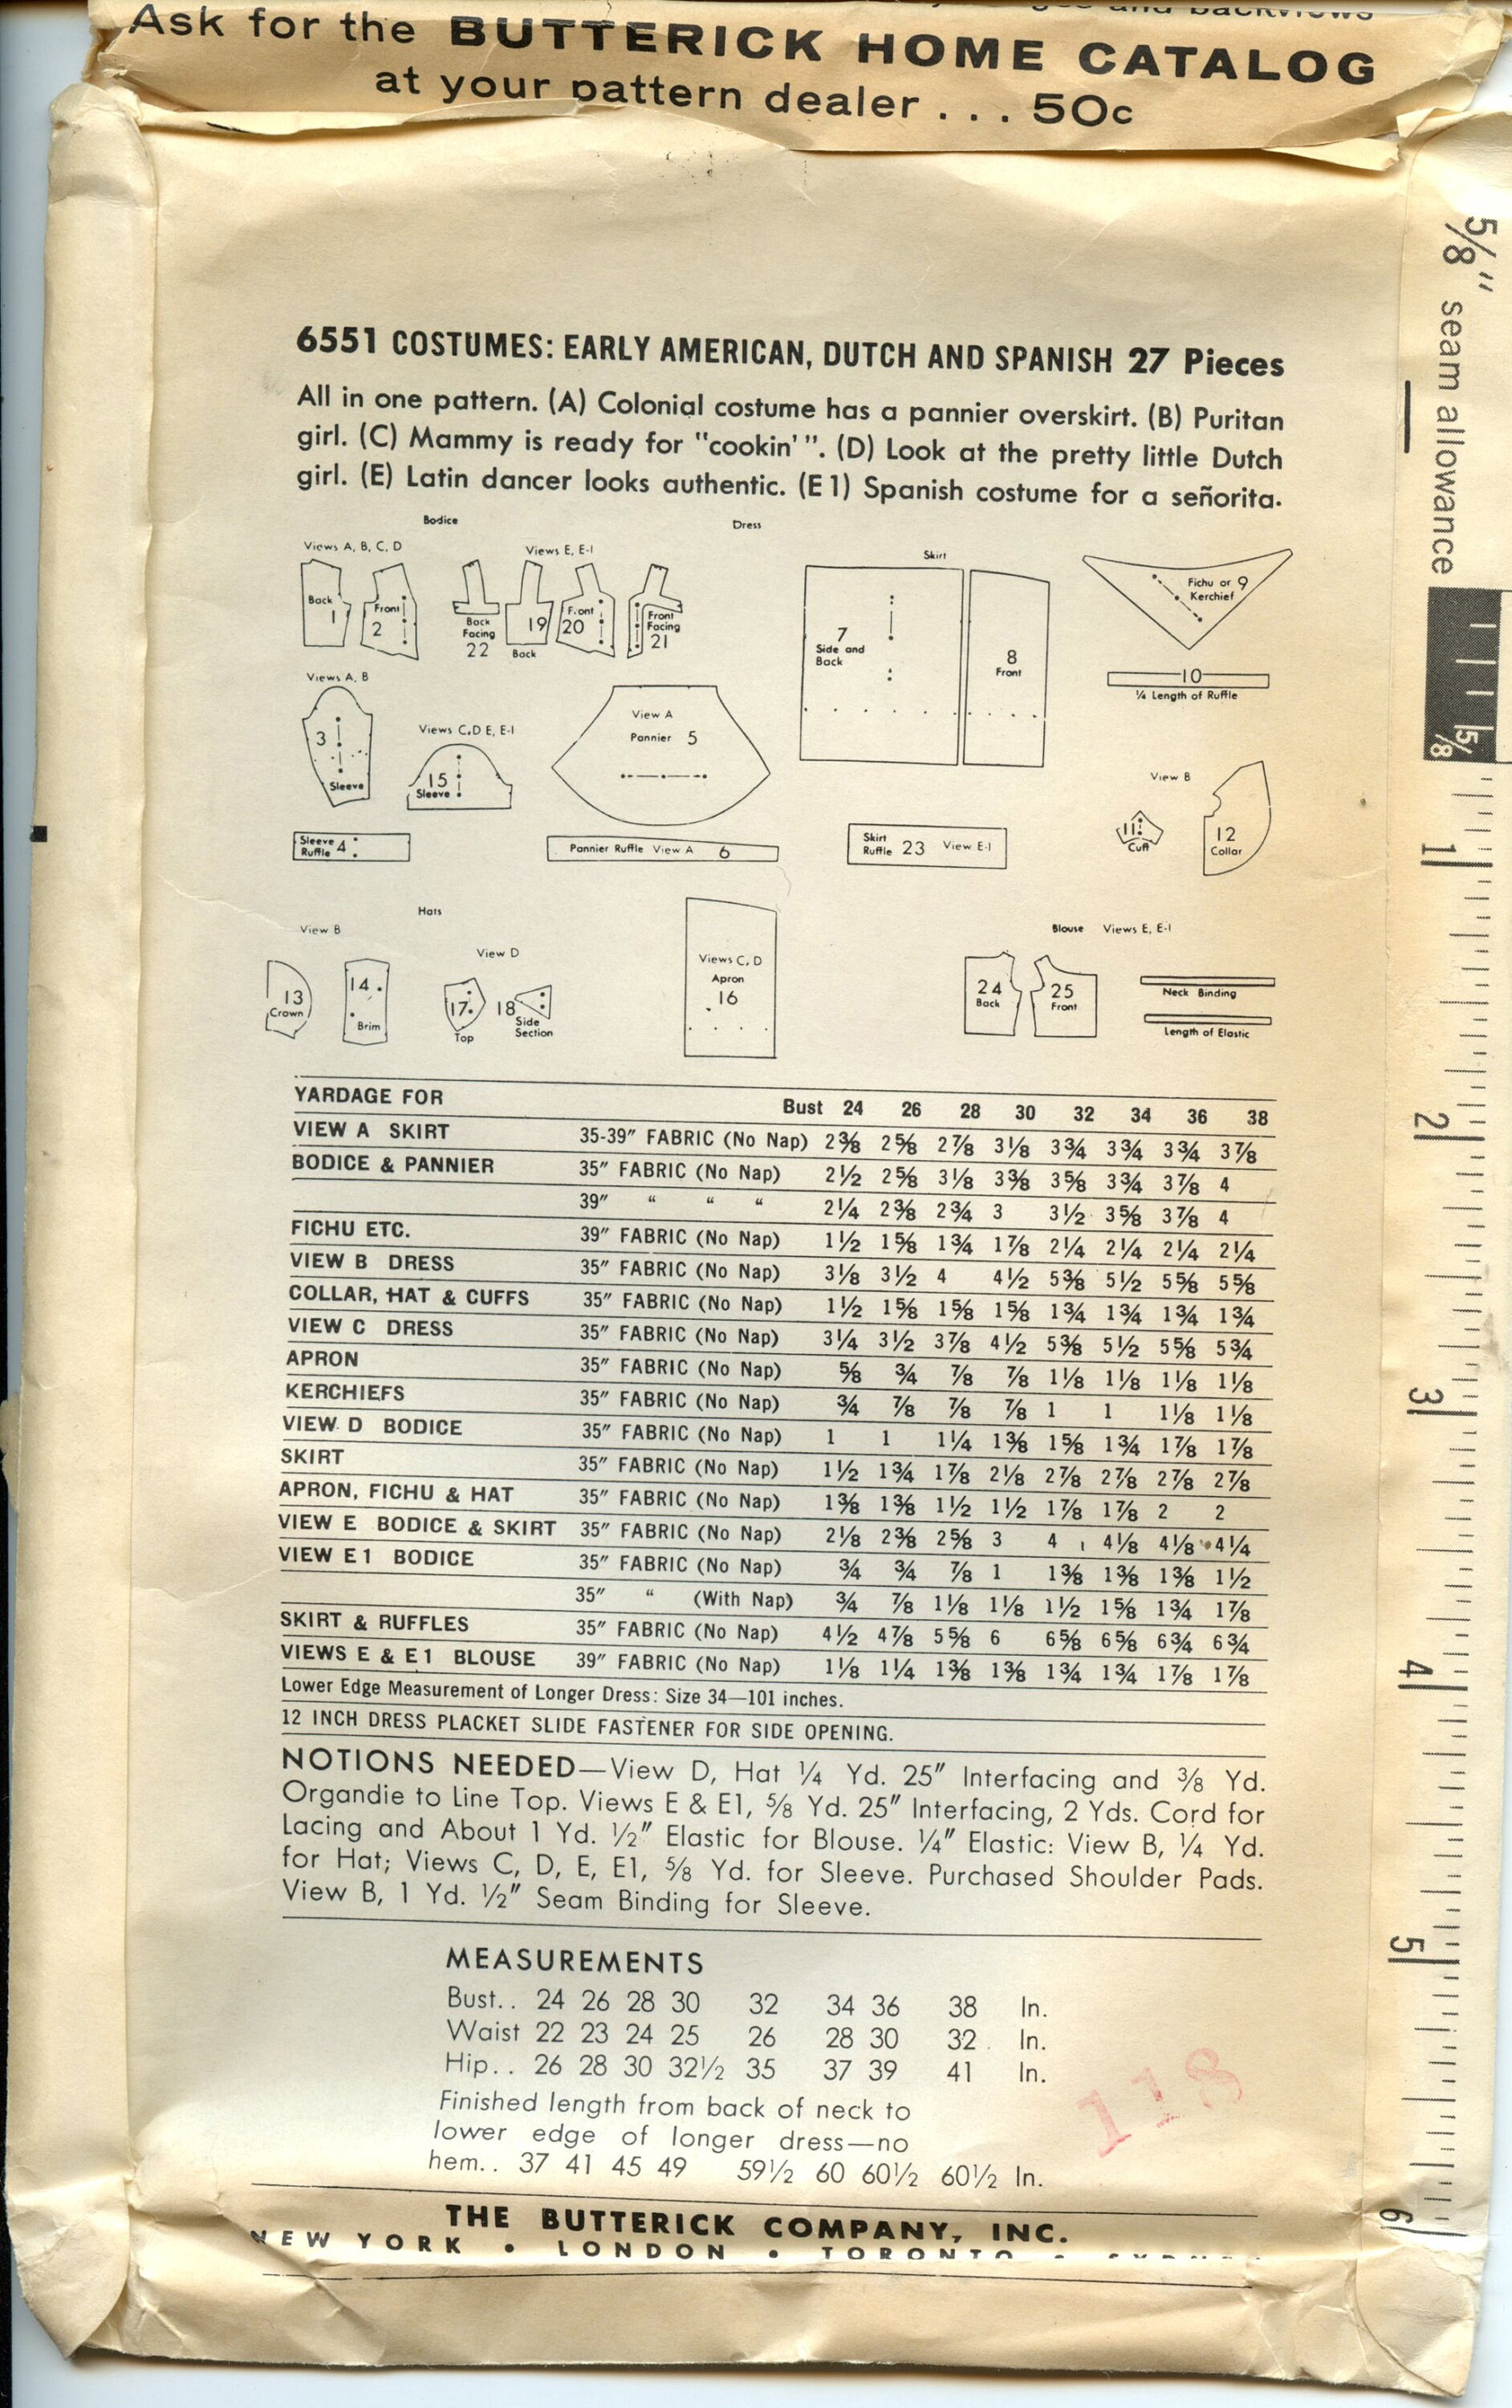 Ask for the BUTTERICK HOME CATALOG
at your pattern dealer . . . 50c
5/8" seam allowance
6551 COSTUMES: EARLY AMERICAN, DUTCH AND SPANISH 27 Pieces
All in one pattern. (A) Colonial costume has a pannier overskirt. (B) Puritan
girl. (C) Mammy is ready for "cookin' ". (D) Look at the pretty little Dutch
girl. (E) Latin dancer looks authentic. (E1) Spanish costume for a señorita.
Bodice Dress
Views A, B, C, D Views E, E-I Skirt
Back 1
Front 2
Back Facing 22
19 Back
Front 20
Front Facing 21
7 Side and Back
8 Front
Fichu or 9 Kerchief
10
¼ Length of Ruffle
Views A, B
3 Sleeve
Views C,D E, E-I
15 Sleeve
View A
Pannier 5
View B
11 Cuff
12 Collar
Sleeve Ruffle 4
Pannier Ruffle View A 6
Skirt Ruffle 23 View E-I
Hats
View B
13 Crown
14 Brim
View D
17 Top
18 Side Section
Views C, D
Apron
16
Blouse Views E, E-I
24 Back
25 Front
Neck Binding
Length of Elastic
YARDAGE FOR Bust 24 26 28 30 32 34 36 38
VIEW A SKIRT 35-39" FABRIC (No Nap) 2⅜ 2⅝ 2⅞ 3⅛ 3¾ 3¾ 3¾ 3⅞
BODICE & PANNIER 35" FABRIC (No Nap) 2½ 2⅝ 3⅛ 3⅜ 3⅝ 3¾ 3⅞ 4
39" " " " 2¼ 2⅜ 2¾ 3 3½ 3⅝ 3⅞ 4
FICHU ETC. 39" FABRIC (No Nap) 1½ 1⅝ 1¾ 1⅞ 2¼ 2¼ 2¼ 2¼
VIEW B DRESS 35" FABRIC (No Nap) 3⅛ 3½ 4 4½ 5⅜ 5½ 5⅝ 5⅝
COLLAR, HAT & CUFFS 35" FABRIC (No Nap) 1½ 1⅝ 1⅝ 1⅝ 1¾ 1¾ 1¾ 1¾
VIEW C DRESS 35" FABRIC (No Nap) 3¼ 3½ 3⅞ 4½ 5⅜ 5½ 5⅝ 5¾
APRON 35" FABRIC (No Nap) ⅝ ¾ ⅞ ⅞ 1⅛ 1⅛ 1⅛ 1⅛
KERCHIEFS 35" FABRIC (No Nap) ¾ ⅞ ⅞ ⅞ 1 1 1⅛ 1⅛
VIEW D BODICE 35" FABRIC (No Nap) 1 1 1¼ 1⅜ 1⅝ 1¾ 1⅞ 1⅞
SKIRT 35" FABRIC (No Nap) 1½ 1¾ 1⅞ 2⅛ 2⅞ 2⅞ 2⅞ 2⅞
APRON, FICHU & HAT 35" FABRIC (No Nap) 1⅜ 1⅜ 1½ 1½ 1⅞ 1⅞ 2 2
VIEW E BODICE & SKIRT 35" FABRIC (No Nap) 2⅛ 2⅜ 2⅝ 3 4 4⅛ 4⅛ 4¼
VIEW E1 BODICE 35" FABRIC (No Nap) ¾ ¾ ⅞ 1 1⅜ 1⅜ 1⅜ 1½
35" " (With Nap) ¾ ⅞ 1⅛ 1⅛ 1½ 1⅝ 1¾ 1⅞
SKIRT & RUFFLES 35" FABRIC (No Nap) 4½ 4⅞ 5⅝ 6 6⅝ 6⅝ 6¾ 6¾
VIEWS E & E1 BLOUSE 39" FABRIC (No Nap) 1⅛ 1¼ 1⅜ 1⅜ 1¾ 1¾ 1⅞ 1⅞
Lower Edge Measurement of Longer Dress: Size 34—101 inches.
12 INCH DRESS PLACKET SLIDE FASTENER FOR SIDE OPENING.
NOTIONS NEEDED—View D, Hat ¼ Yd. 25" Interfacing and ⅜ Yd.
Organdie to Line Top. Views E & E1, ⅝ Yd. 25" Interfacing, 2 Yds. Cord for
Lacing and About 1 Yd. ½" Elastic for Blouse. ¼" Elastic: View B, ¼ Yd.
for Hat; Views C, D, E, E1, ⅝ Yd. for Sleeve. Purchased Shoulder Pads.
View B, 1 Yd. ½" Seam Binding for Sleeve.
MEASUREMENTS
Bust.. 24 26 28 30 32 34 36 38 In.
Waist 22 23 24 25 26 28 30 32 In.
Hip.. 26 28 30 32½ 35 37 39 41 In.
Finished length from back of neck to
lower edge of longer dress—no
hem.. 37 41 45 49 59½ 60 60½ 60½ In.
118
THE BUTTERICK COMPANY, INC.
NEW YORK • LONDON • TORONTO
5/8
1
2
3
4
5
6